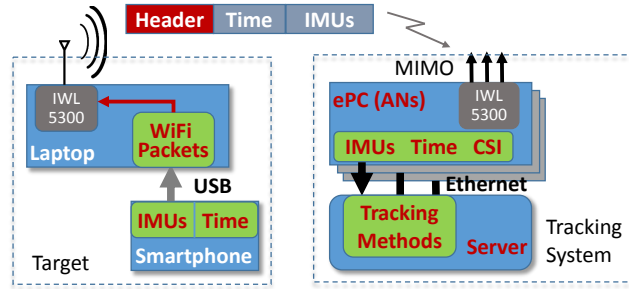 Header Time IMUs
IWL
5300
WiFi
Packets
Laptop
USB
IMUs Time
Smartphone
Target
MIMO
ePC (ANs)
IWL
5300
IMUs Time CSI
Ethernet
Tracking
Methods
Server
Tracking
System